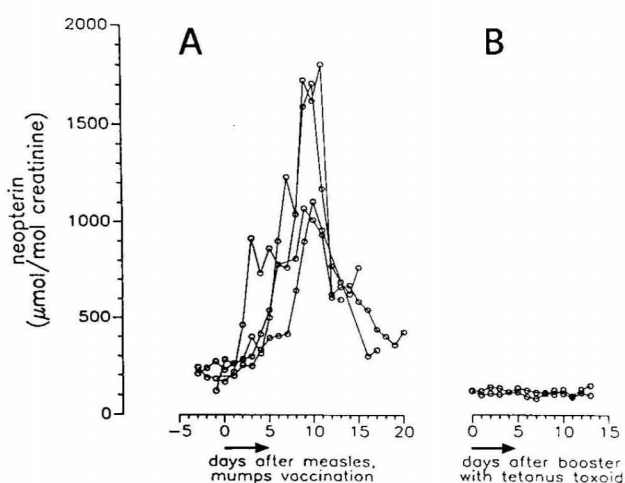 A
B
neopterin
(μmol/mol creatinine)
2000
1500
1000
500
0
−5 0 5 10 15 20
days after measles,
mumps vaccination
0 5 10 15
days after booster
with tetanus toxoid